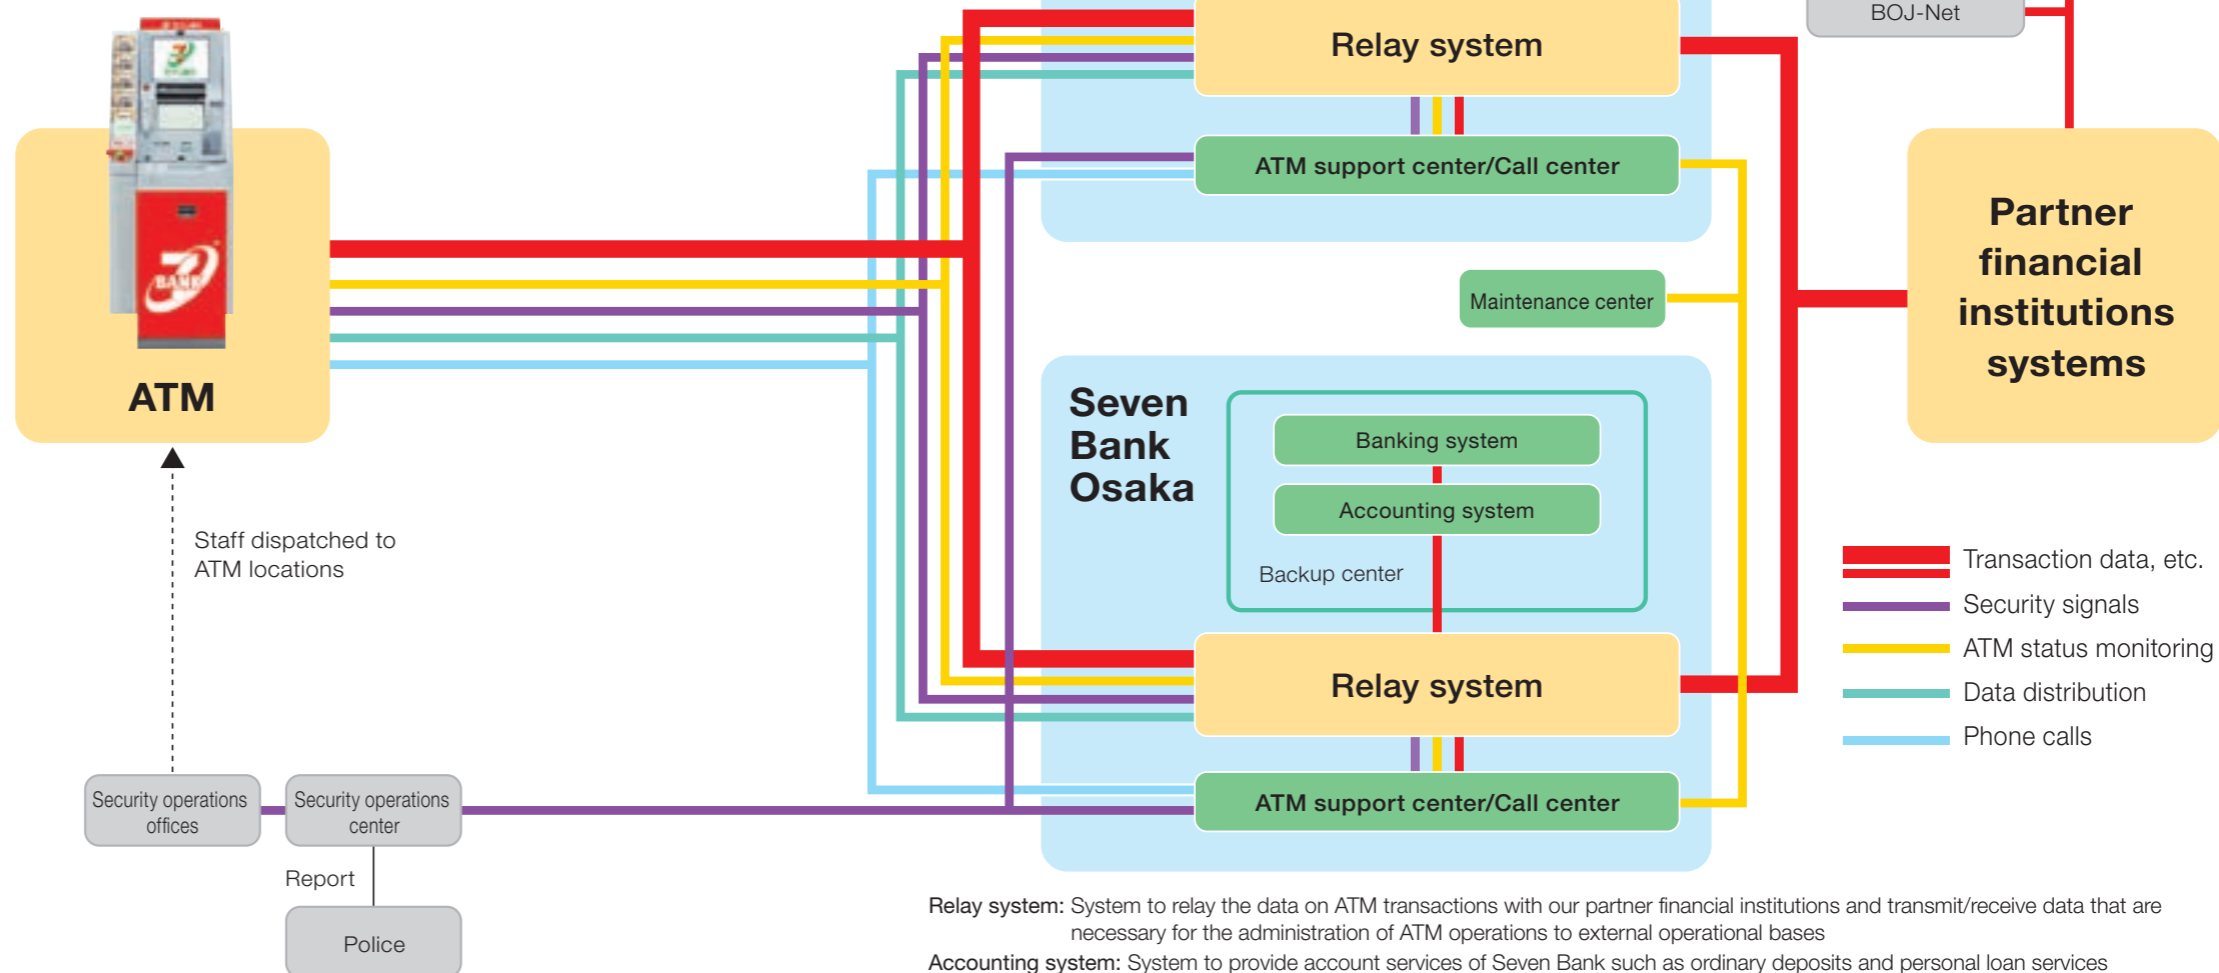 BOJ-Net
Relay system
ATM support center/Call center
Partner
financial
institutions
systems
Maintenance center
BANK
ATM
Seven
Bank
Osaka
Banking system
Accounting system
Backup center
Staff dispatched to
ATM locations
Transaction data, etc.
Security signals
ATM status monitoring
Data distribution
Phone calls
Relay system
ATM support center/Call center
Security operations
offices
Security operations
center
Report
Police
Relay system: System to relay the data on ATM transactions with our partner financial institutions and transmit/receive data that are
necessary for the administration of ATM operations to external operational bases
Accounting system: System to provide account services of Seven Bank such as ordinary deposits and personal loan services